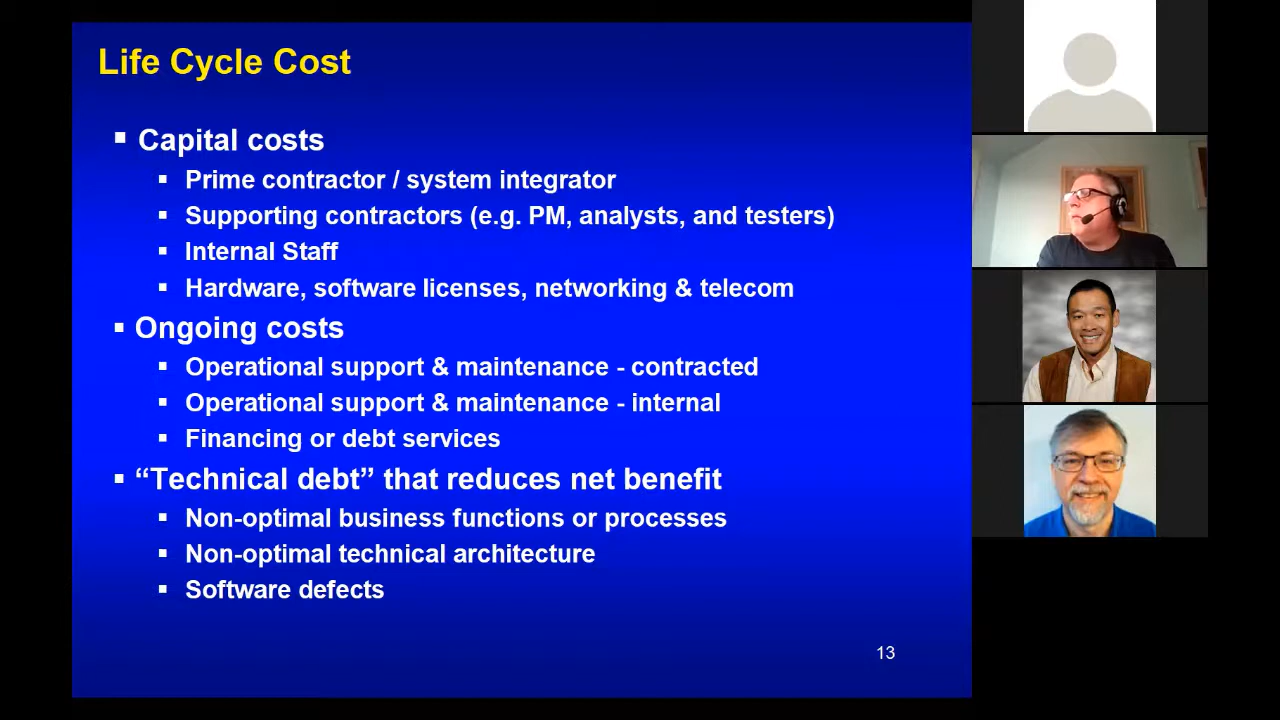 Life Cycle Cost
▪ Capital costs
▪ Prime contractor / system integrator
▪ Supporting contractors (e.g. PM, analysts, and testers)
▪ Internal Staff
▪ Hardware, software licenses, networking & telecom
▪ Ongoing costs
▪ Operational support & maintenance - contracted
▪ Operational support & maintenance - internal
▪ Financing or debt services
▪ “Technical debt” that reduces net benefit
▪ Non-optimal business functions or processes
▪ Non-optimal technical architecture
▪ Software defects
13